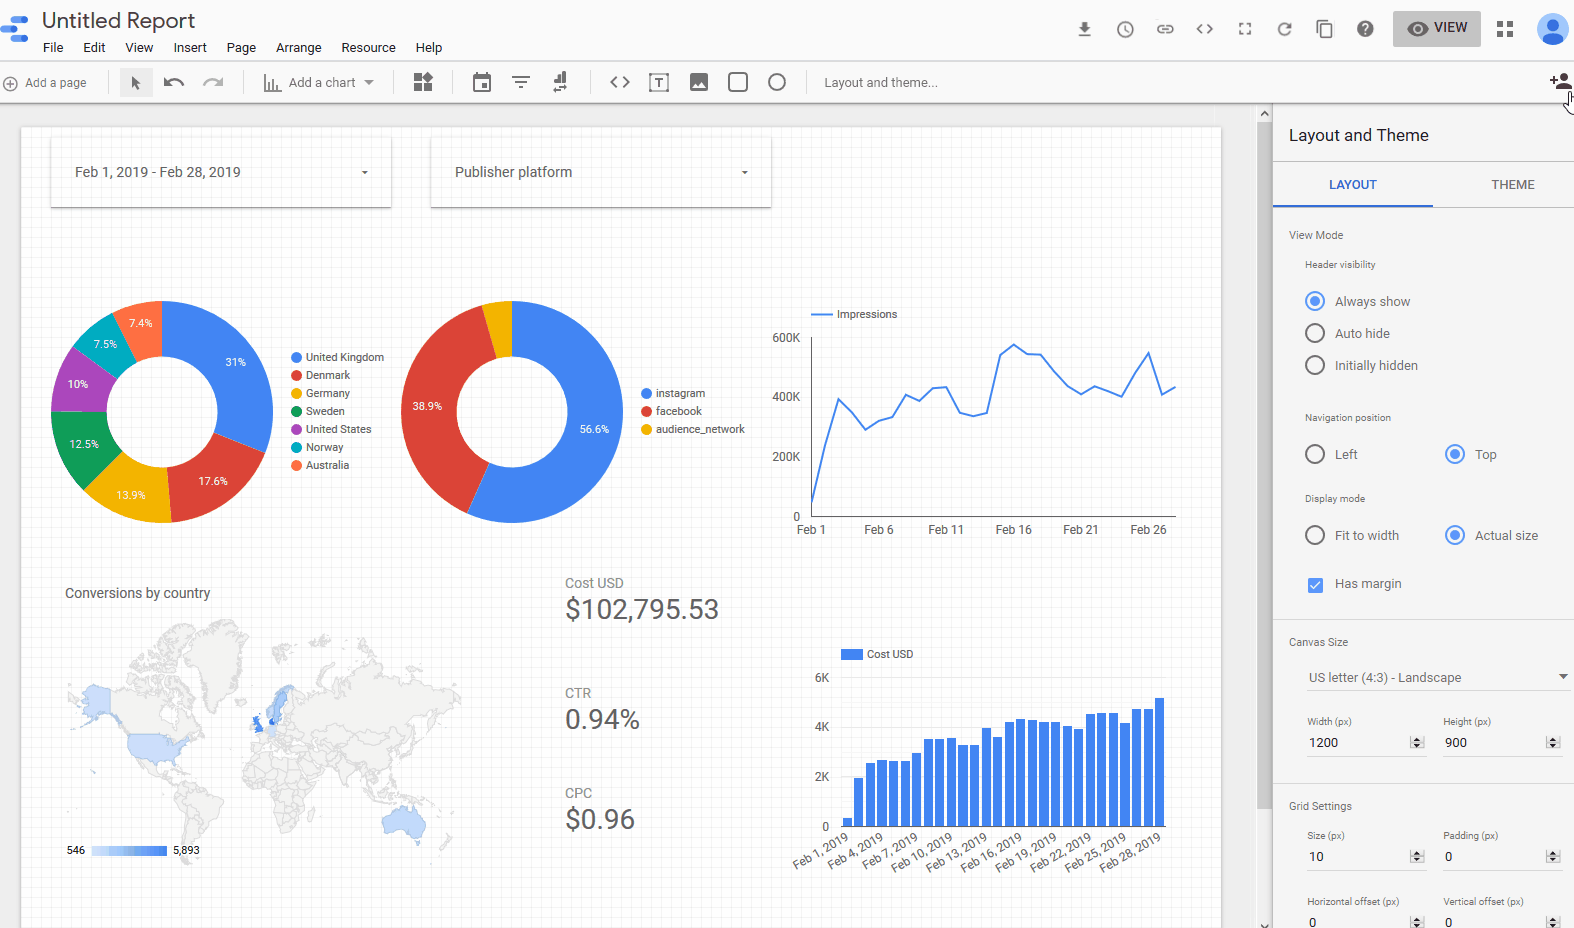 Untitled Report
File Edit View Insert Page Arrange Resource Help
VIEW
Add a page
Add a chart
T
Layout and theme...
Feb 1, 2019 - Feb 28, 2019
Publisher platform
7.4%
7.5%
31%
10%
12.5%
13.9%
17.6%
United Kingdom
Denmark
Germany
Sweden
United States
Norway
Australia
38.9%
56.6%
instagram
facebook
audience_network
Impressions
600K
400K
200K
0
Feb 1 Feb 6 Feb 11 Feb 16 Feb 21 Feb 26
Conversions by country
546 5,893
Cost USD
$102,795.53
CTR
0.94%
CPC
$0.96
Cost USD
6K
4K
2K
0
Feb 1, 2019 Feb 4, 2019 Feb 7, 2019 Feb 10, 2019 Feb 13, 2019 Feb 16, 2019 Feb 19, 2019 Feb 22, 2019 Feb 25, 2019 Feb 28, 2019
Layout and Theme
LAYOUT THEME
View Mode
Header visibility
Always show
Auto hide
Initially hidden
Navigation position
Left Top
Display mode
Fit to width Actual size
Has margin
Canvas Size
US letter (4:3) - Landscape
Width (px) Height (px)
1200 900
Grid Settings
Size (px) Padding (px)
10 0
Horizontal offset (px) Vertical offset (px)
0 0